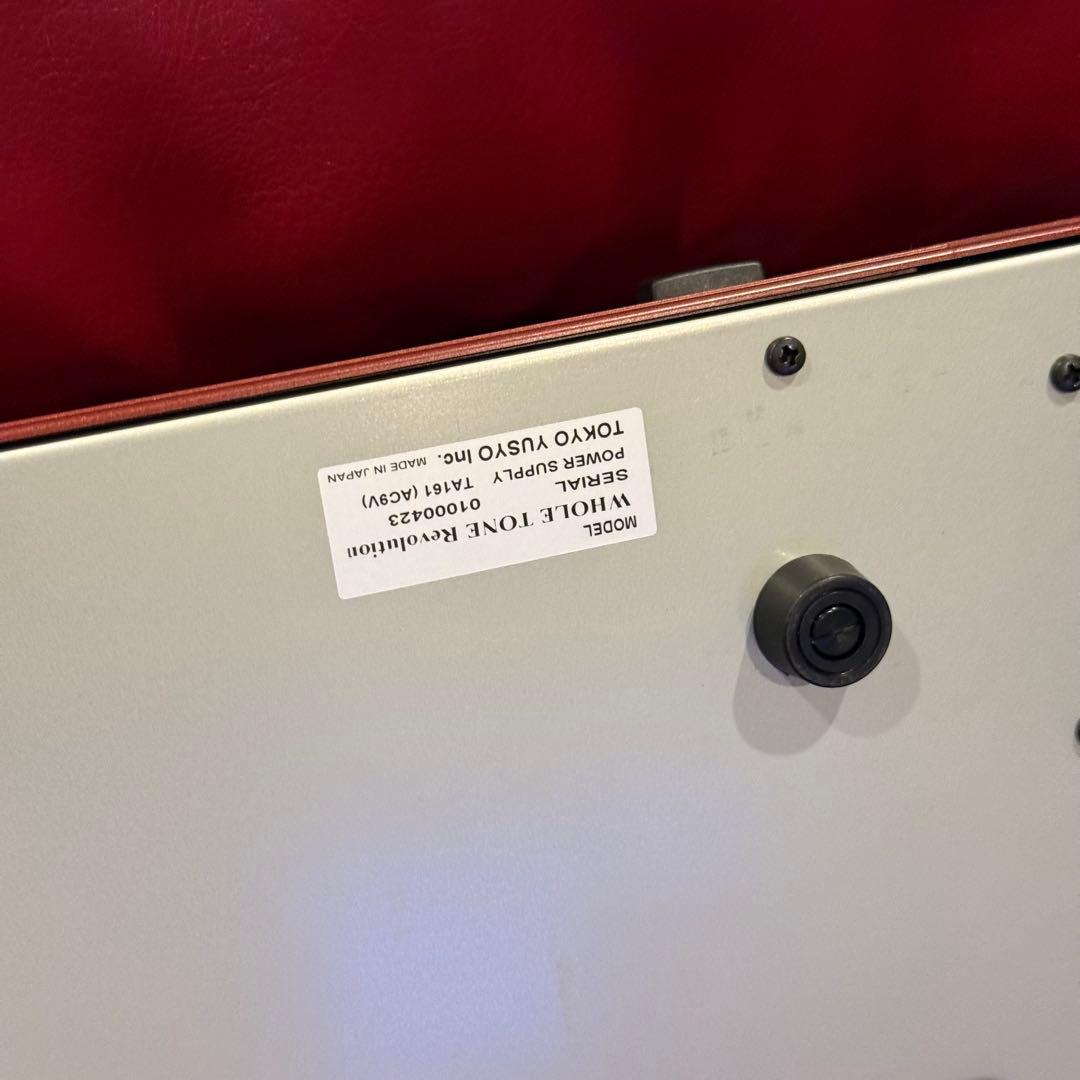 MODEL
WHOLE TONE Revolution
SERIAL 01000423
POWER SUPPLY TA161 (AC9V)
TOKYO YUSYO Inc. MADE IN JAPAN